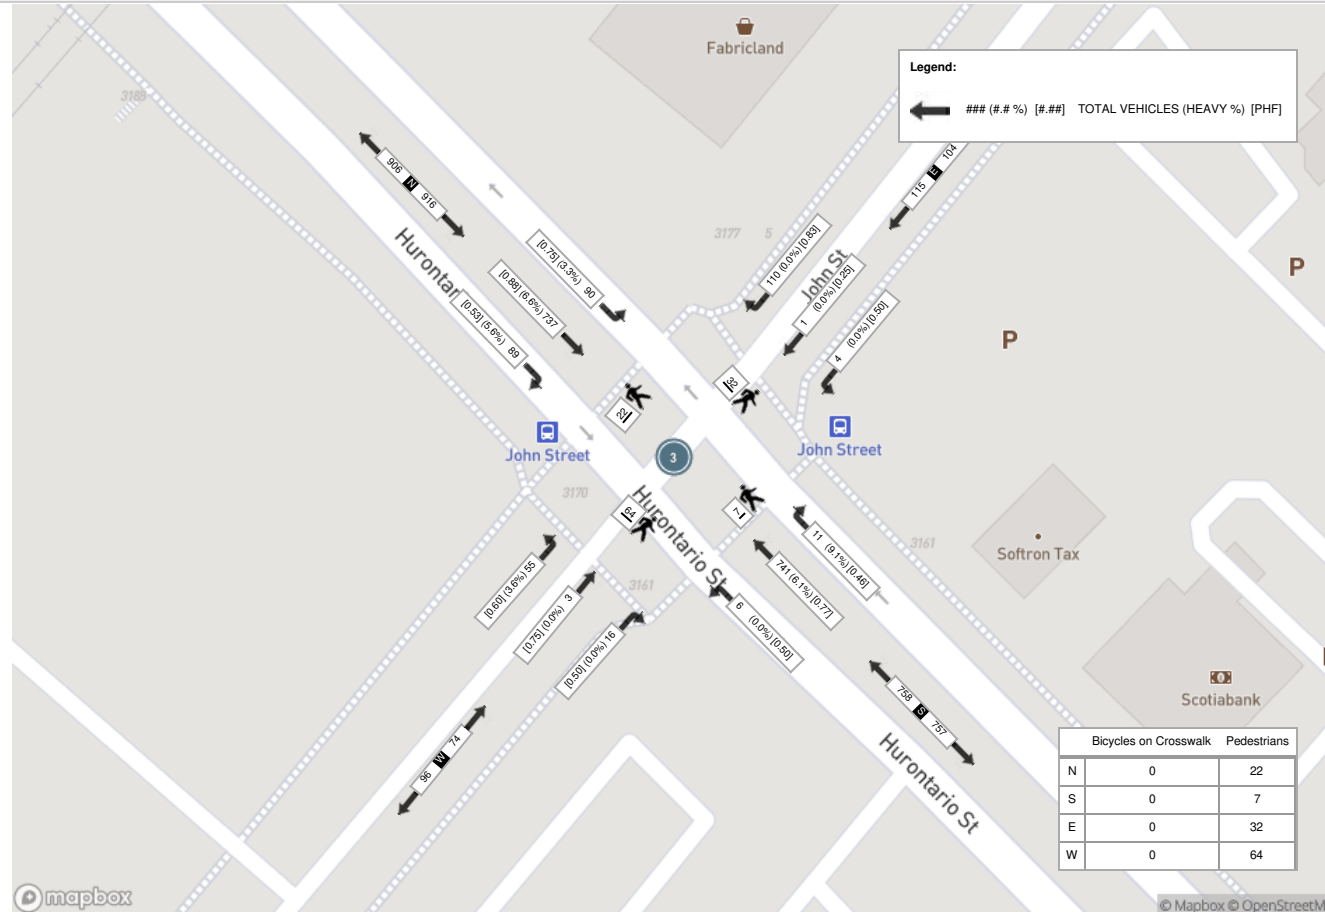 Fabricland
Legend:
### (#.# %) [#.##] TOTAL VEHICLES (HEAVY %) [PHF]
3188
906 N 916
115 E 104
3177 5
[0.75] (3.3%) 90
[0.88] (6.6%) 737
[0.53] (5.6%) 89
Hurontar
110 (0.0%) [0.83]
John St
1 (0.0%) [0.25]
4 (0.0%) [0.50]
P
P
32
22
John Street
John Street
3
3170
64
7
Hurontario St
11 (9.1%) [0.46]
3161
Softron Tax
[0.60] (3.6%) 55
[0.75] (0.0%) 3
3161
741 (6.1%) [0.77]
6 (0.0%) [0.50]
[0.50] (0.0%) 16
758 S 757
Scotiabank
96 W 74
Hurontario St
Bicycles on Crosswalk Pedestrians
N 0 22
S 0 7
E 0 32
W 0 64
mapbox
© Mapbox © OpenStreetM